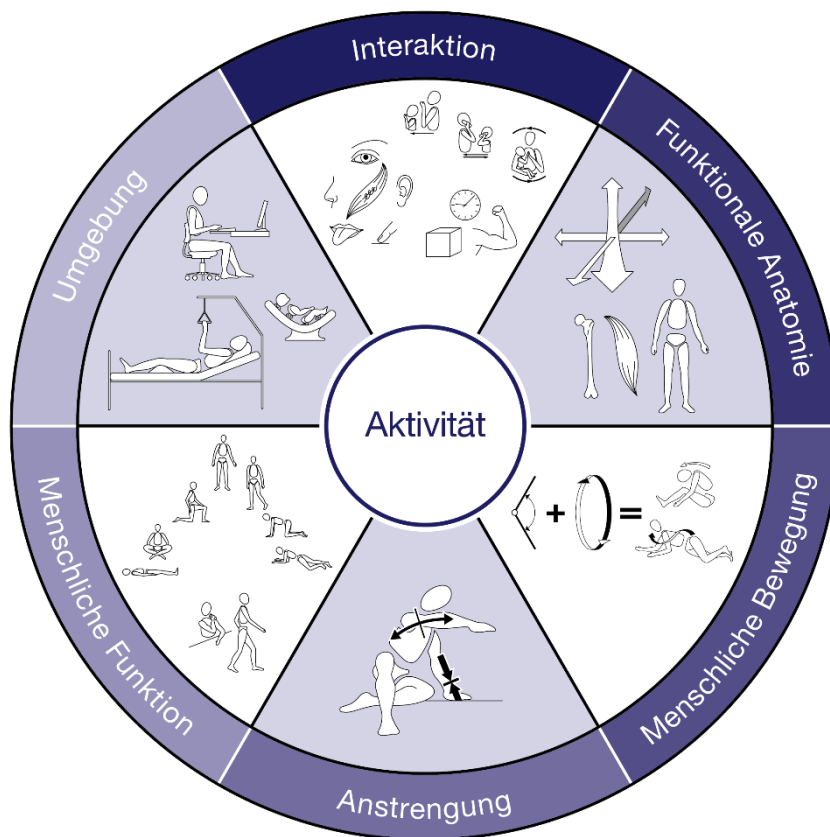 Interaktion
Funktionale Anatomie
Menschliche Bewegung
Anstrengung
Menschliche Funktion
Umgebung
Aktivität
+
=